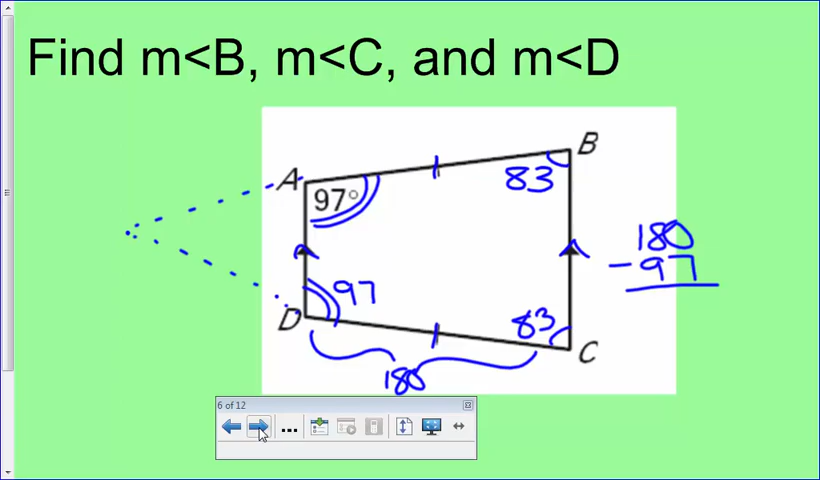 Find m<B, m<C, and m<D
B
A
97°
83
180
-97
97
83
D
C
180
6 of 12
...